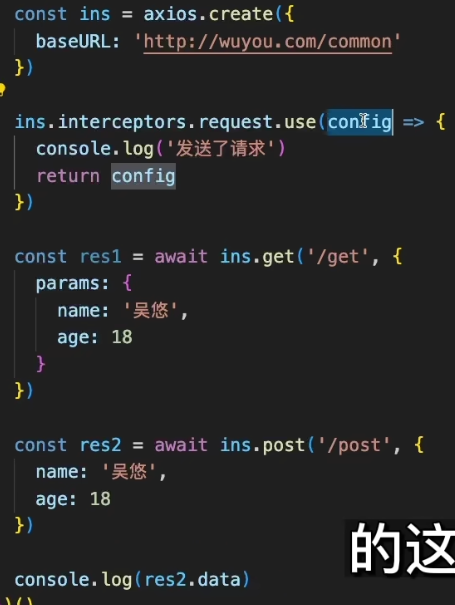 const ins = axios.create({
  baseURL: 'http://wuyou.com/common'
})
ins.interceptors.request.use(config => {
  console.log('发送了请求')
  return config
})
const res1 = await ins.get('/get', {
  params: {
    name: '吴悠',
    age: 18
  }
})
const res2 = await ins.post('/post', {
  name: '吴悠',
  age: 18
})
的这
console.log(res2.data)
})()